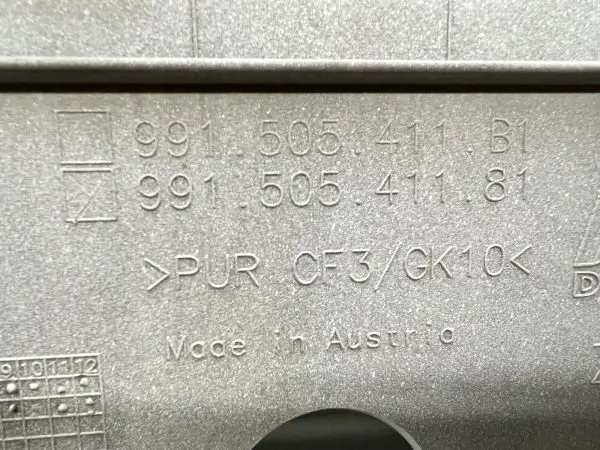 991.505.411.B1
991.505.411.81
>PUR CF3/GK10<
Made in Austria
9 10 11 12